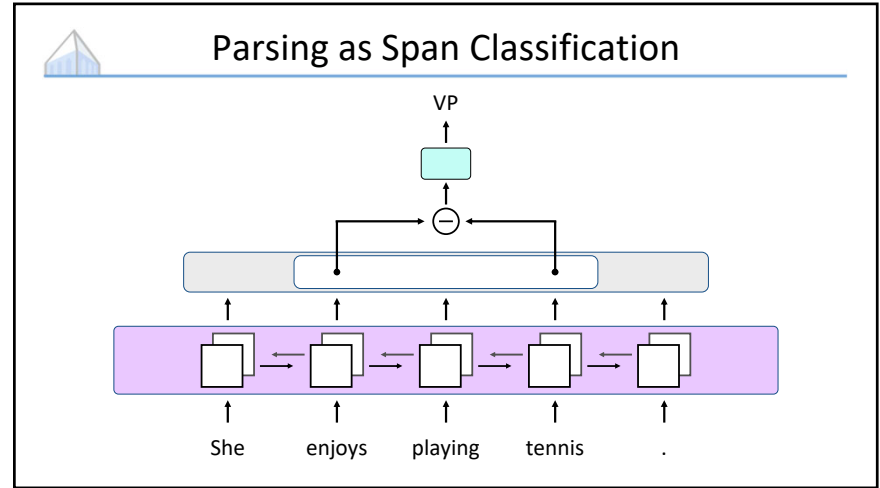 Parsing as Span Classification
VP
She enjoys playing tennis .